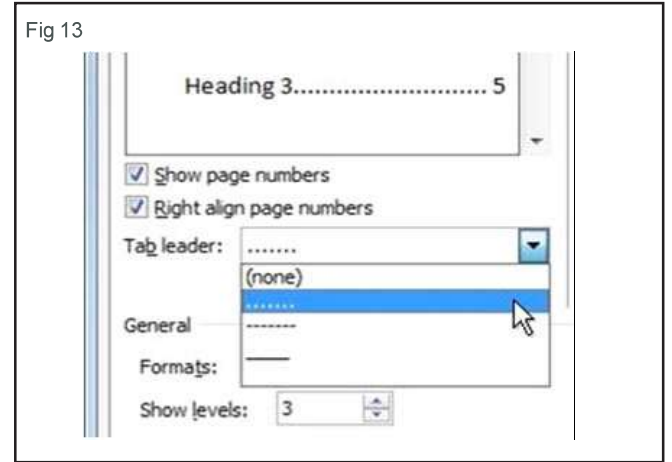 Fig 13
Heading 3........................... 5
Show page numbers
Right align page numbers
Tab leader: .......
(none)
.......
-------
General
____
Formats:
Show levels: 3